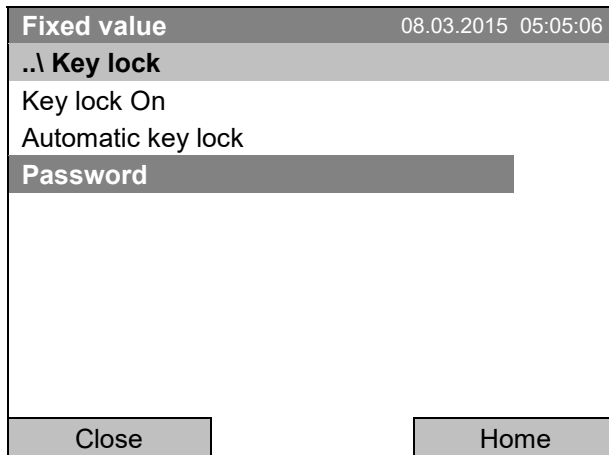 Fixed value 08.03.2015 05:05:06
..\ Key lock
Key lock On
Automatic key lock
Password
Close Home